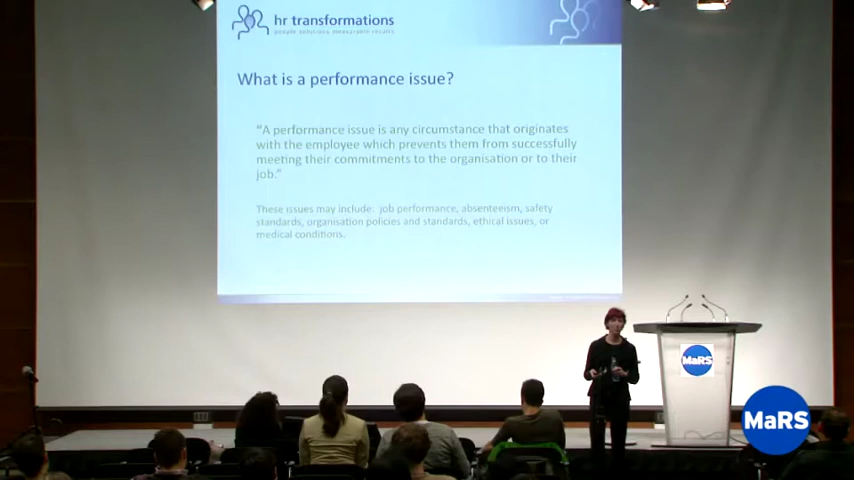 hr transformations
people solutions. measurable results
What is a performance issue?
"A performance issue is any circumstance that originates
with the employee which prevents them from successfully
meeting their commitments to the organisation or to their
job."
These issues may include: job performance, absenteeism, safety
standards, organisation policies and standards, ethical issues, or
medical conditions.
MaRS
MaRS